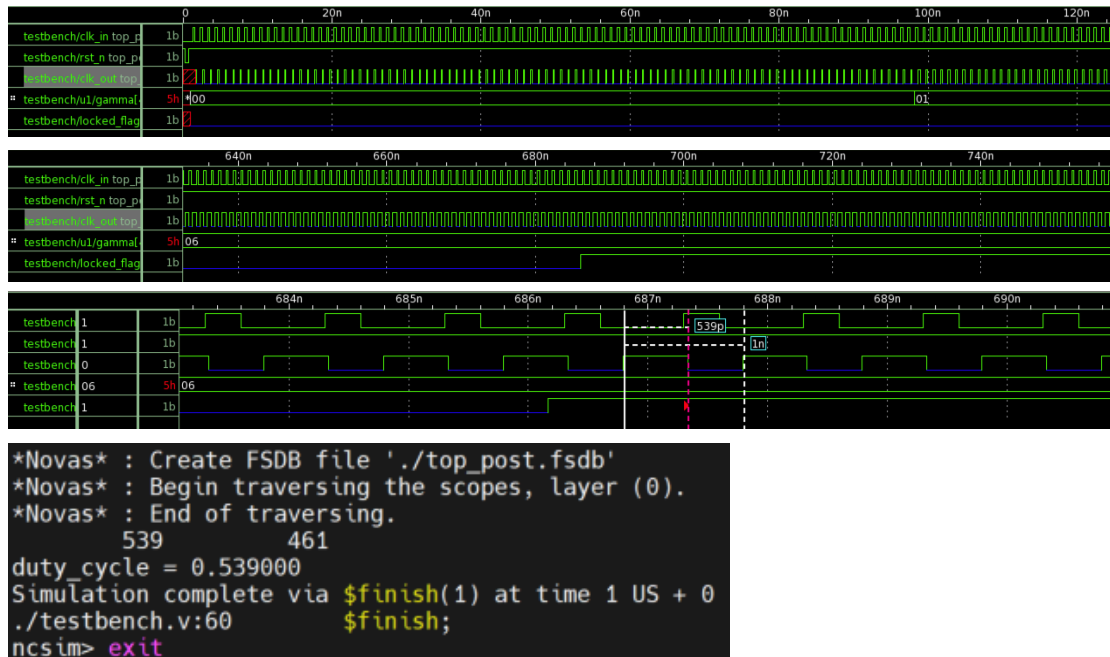 0 20n 40n 60n 80n 100n 120n
testbench/clk_in top_p 1b
testbench/rst_n top_p 1b
testbench/clk_out top_ 1b
testbench/u1/gamma[ 5h *00 01
testbench/locked_flag 1b
640n 660n 680n 700n 720n 740n
testbench/clk_in top_p 1b
testbench/rst_n top_p 1b
testbench/clk_out top_ 1b
testbench/u1/gamma[ 5h 06
testbench/locked_flag 1b
684n 685n 686n 687n 688n 689n 690n
testbench 1 1b 539p
testbench 1 1b 1n
testbench 0 1b
testbench 06 5h 06
testbench 1 1b
*Novas* : Create FSDB file './top_post.fsdb'
*Novas* : Begin traversing the scopes, layer (0).
*Novas* : End of traversing.
539 461
duty_cycle = 0.539000
Simulation complete via $finish(1) at time 1 US + 0
./testbench.v:60 $finish;
ncsim> exit